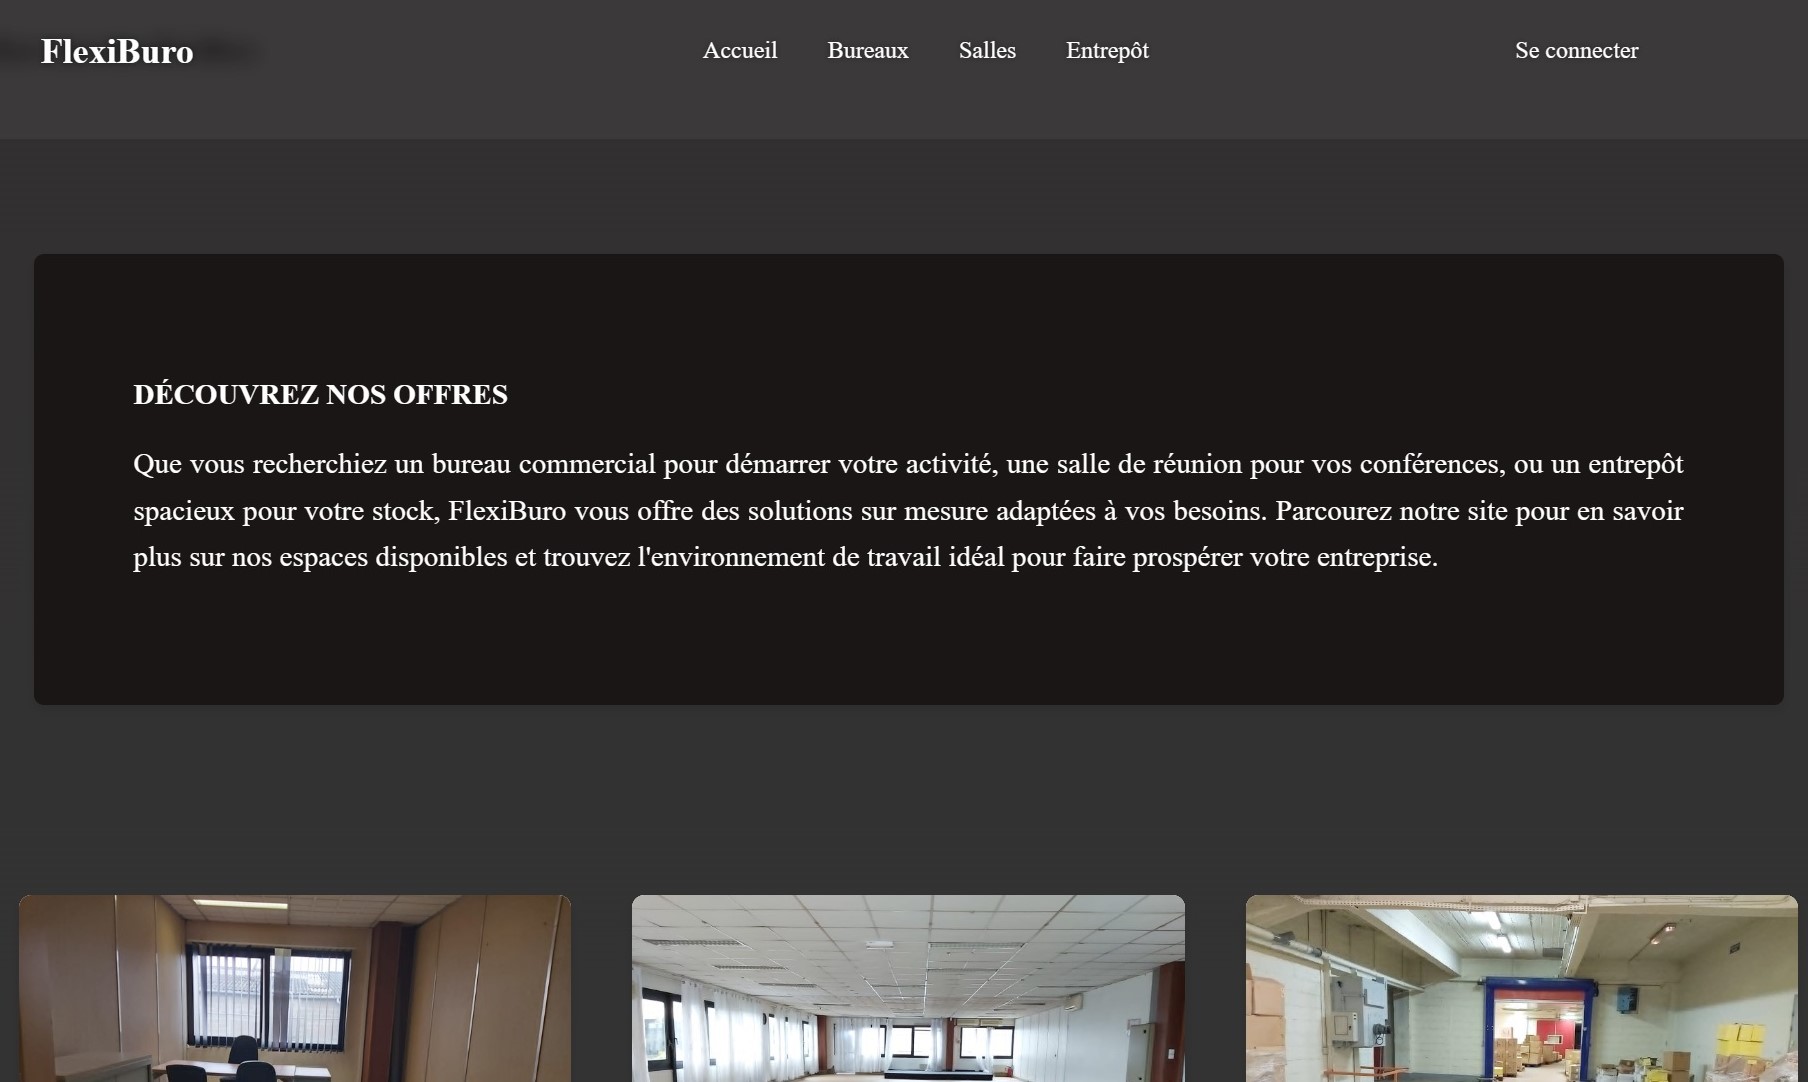 FlexiBuro
Accueil
Bureaux
Salles
Entrepôt
Se connecter
DÉCOUVREZ NOS OFFRES
Que vous recherchiez un bureau commercial pour démarrer votre activité, une salle de réunion pour vos conférences, ou un entrepôt
spacieux pour votre stock, FlexiBuro vous offre des solutions sur mesure adaptées à vos besoins. Parcourez notre site pour en savoir
plus sur nos espaces disponibles et trouvez l'environnement de travail idéal pour faire prospérer votre entreprise.